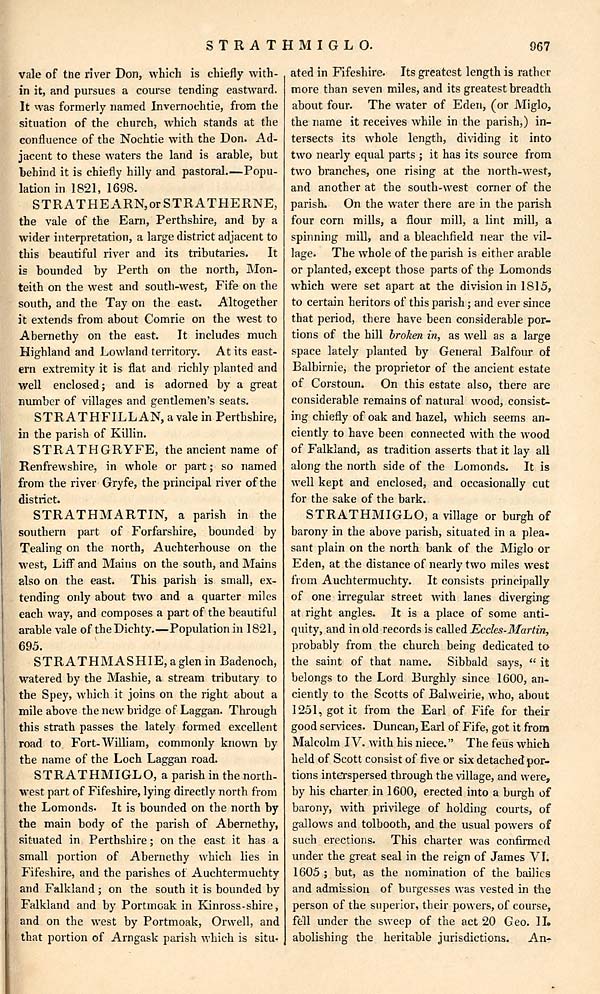 STRATHMIGLO.
967
vale of the river Don, which is chiefly with-
in it, and pursues a course tending eastward.
It was formerly named Invernochtie, from the
situation of the church, which stands at the
confluence of the Nochtie with the Don. Ad-
jacent to these waters the land is arable, but
behind it is chiefly hilly and pastoral.—Popu-
lation in 1821, 1698.
STRATHEARN, or STRATHERNE,
the vale of the Earn, Perthshire, and by a
wider interpretation, a large district adjacent to
this beautiful river and its tributaries. It
is bounded by Perth on the north, Mon-
teith on the west and south-west, Fife on the
south, and the Tay on the east. Altogether
it extends from about Comrie on the west to
Abernethy on the east. It includes much
Highland and Lowland territory. At its east-
ern extremity it is flat and richly planted and
well enclosed; and is adorned by a great
number of villages and gentlemen's seats.
STRATHFILLAN, a vale in Perthshire,
in the parish of Killin.
STRATHGRYFE, the ancient name of
Renfrewshire, in whole or part; so named
from the river Gryfe, the principal river of the
district.
STRATHMARTIN, a parish in the
southern part of Forfarshire, bounded by
Tealing on the north, Auchterhouse on the
west, Liff and Mains on the south, and Mains
also on the east. This parish is small, ex-
tending only about two and a quarter miles
each way, and composes a part of the beautiful
arable vale of the Dichty.—Population in 1821,
695.
STRATHMASHIE, a glen in Badenoch,
watered by the Mashie, a stream tributary to
the Spey, which it joins on the right about a
mile above the new bridge of Laggan. Through
this strath passes the lately formed excellent
road to Fort-William, commonly known by
the name of the Loch Laggan road.
STRATHMIGLO, a parish in the north-
west part of Fifeshire, lying directly north from
the Lomonds. It is bounded on the north by
the main body of the parish of Abernethy,
situated in Perthshire; on the east it has a
small portion of Abernethy which lies in
Fifeshire, and the parishes of Auchtermuchty
and Falkland; on the south it is bounded by
Falkland and by Portmoak in Kinross-shire,
and on the west by Portmoak, Orwell, and
that portion of Arngask parish which is situ-
ated in Fifeshire. Its greatest length is rather
more than seven miles, and its greatest breadth
about four. The water of Eden, (or Miglo,
the name it receives while in the parish,) in-
tersects its whole length, dividing it into
two nearly equal parts; it has its source from
two branches, one rising at the north-west,
and another at the south-west corner of the
parish. On the water there are in the parish
four corn mills, a flour mill, a lint mill, a
spinning mill, and a bleachfield near the vil-
lage. The whole of the parish is either arable
or planted, except those parts of the Lomonds
which were set apart at the division in 1815,
to certain heritors of this parish; and ever since
that period, there have been considerable por-
tions of the hill broken in, as well as a large
space lately planted by General Balfour of
Balbirnie, the proprietor of the ancient estate
of Corstoun. On this estate also, there are
considerable remains of natural wood, consist-
ing chiefly of oak and hazel, which seems an-
ciently to have been connected with the wood
of Falkland, as tradition asserts that it lay all
along the north side of the Lomonds. It is
well kept and enclosed, and occasionally cut
for the sake of the bark.
STRATHMIGLO, a village or burgh of
barony in the above parish, situated in a plea-
sant plain on the north bank of the Miglo or
Eden, at the distance of nearly two miles west
from Auchtermuchty. It consists principally
of one irregular street with lanes diverging
at right angles. It is a place of some anti-
quity, and in old records is called Eccles-Martin,
probably from the church being dedicated to
the saint of that name. Sibbald says, " it
belongs to the Lord Burghly since 1600, an-
ciently to the Scotts of Balweirie, who, about
1251, got it from the Earl of Fife for their
good services. Duncan, Earl of Fife, got it from
Malcolm IV. with his niece." The feus which
held of Scott consist of five or six detached por-
tions interspersed through the village, and were,
by his charter in 1600, erected into a burgh of
barony, with privilege of holding courts, of
gallows and tolbooth, and the usual powers of
such erections. This charter was confirmed
under the great seal in the reign of James VI.
1605; but, as the nomination of the bailies
and admission of burgesses was vested in the
person of the superior, their powers, of course,
fell under the sweep of the act 20 Geo. II.
abolishing the heritable jurisdictions. An-